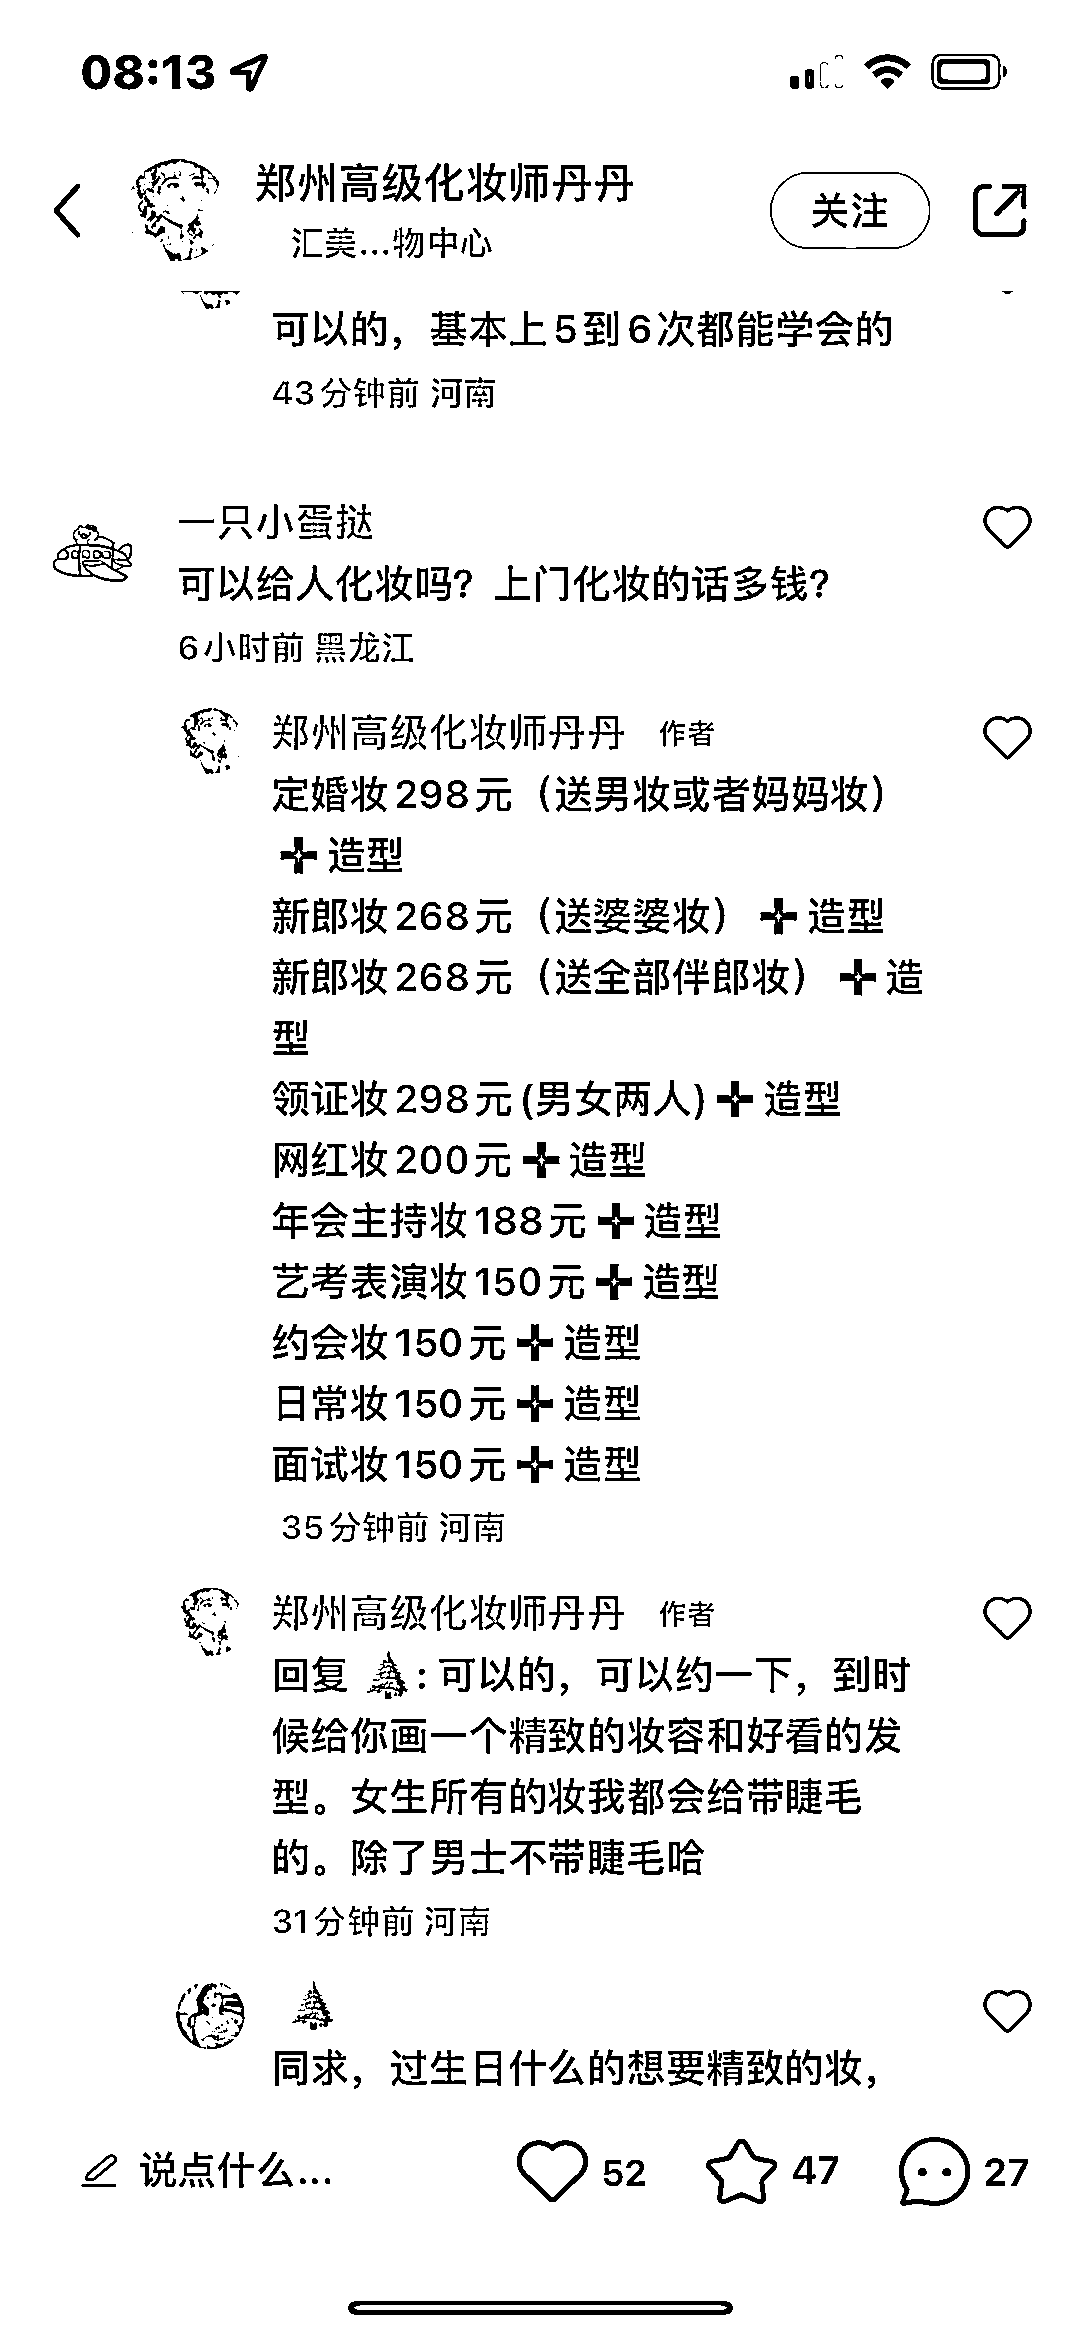 08:13
郑州高级化妆师丹丹
关注
汇美...物中心
可以的，基本上5到6次都能学会的
43分钟前 河南
一只小蛋挞
可以给人化妆吗？上门化妆的话多钱？
6小时前 黑龙江
郑州高级化妆师丹丹 作者
定婚妆298元（送男妆或者妈妈妆）
➕造型
新郎妆268元（送婆婆妆）➕造型
新郎妆268元（送全部伴郎妆）➕造
型
领证妆298元(男女两人)➕造型
网红妆200元➕造型
年会主持妆188元➕造型
艺考表演妆150元➕造型
约会妆150元➕造型
日常妆150元➕造型
面试妆150元➕造型
35分钟前 河南
郑州高级化妆师丹丹 作者
回复 🌲: 可以的，可以约一下，到时
候给你画一个精致的妆容和好看的发
型。女生所有的妆我都会给带睫毛
的。除了男士不带睫毛哈
31分钟前 河南
🌲
同求，过生日什么的想要精致的妆，
说点什么...
52
47
27